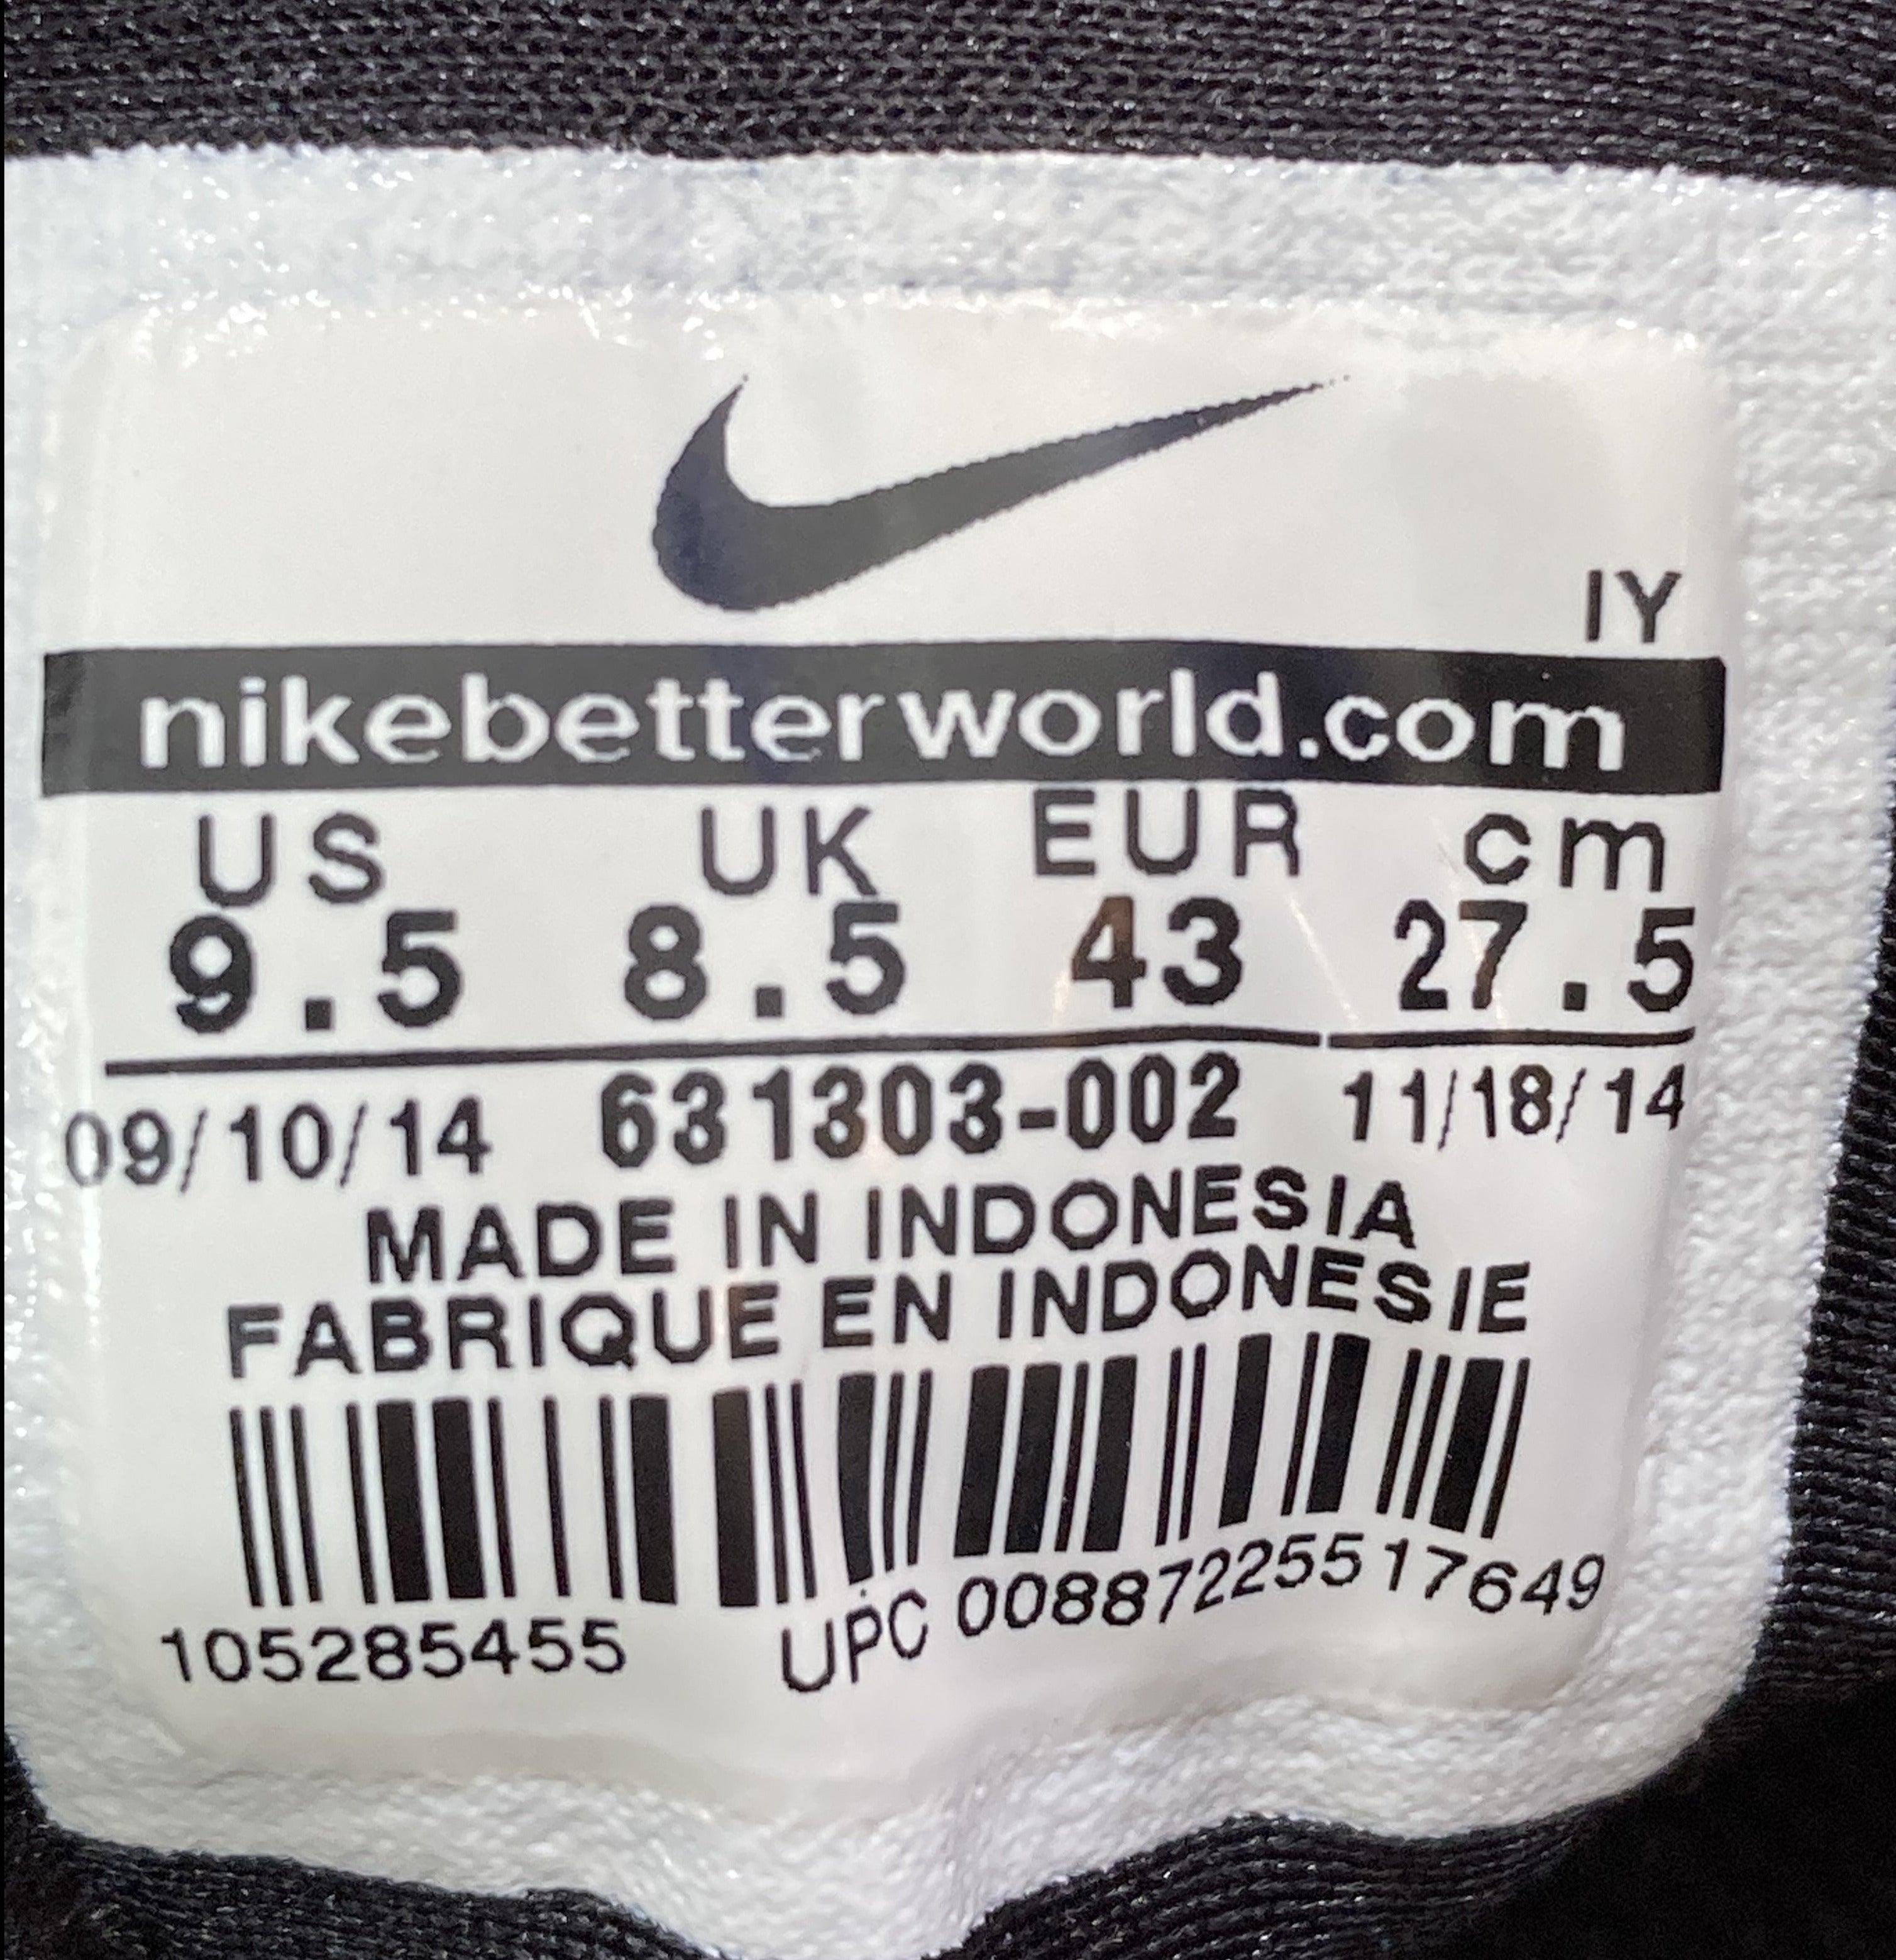 IY
nikebetterworld.com
US UK EUR cm
9.5 8.5 43 27.5
09/10/14 631303-002 11/18/14
MADE IN INDONESIA
FABRIQUE EN INDONESIE
105285455 UPC 00887225517649